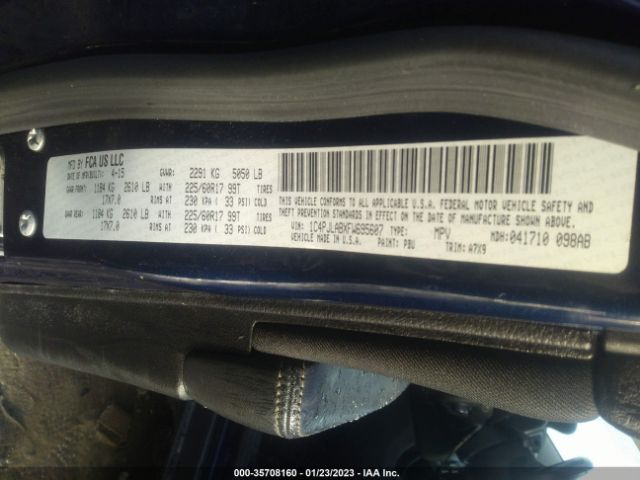 MFD BY FCA US LLC
DATE OF MFR/BUILT: 4-15 GVWR: 2291 KG 5050 LB
GAWR FRONT: 1184 KG 2610 LB WITH 225/60R17 99T TIRES
17X7.0 RIMS AT 230 KPA ( 33 PSI) COLD
GAWR REAR: 1184 KG 2610 LB WITH 225/60R17 99T TIRES
17X7.0 RIMS AT 230 KPA ( 33 PSI) COLD
THIS VEHICLE CONFORMS TO ALL APPLICABLE U.S.A. FEDERAL MOTOR VEHICLE SAFETY AND
THEFT PREVENTION STANDARDS IN EFFECT ON THE DATE OF MANUFACTURE SHOWN ABOVE.
VIN: 1C4PJLABXFW695607 TYPE: MPV MDH: 041710 098AB
VEHICLE MADE IN U.S.A. PAINT: PBU TRIM: A7X9
000-35708160 — 01/23/2023 — IAA Inc.